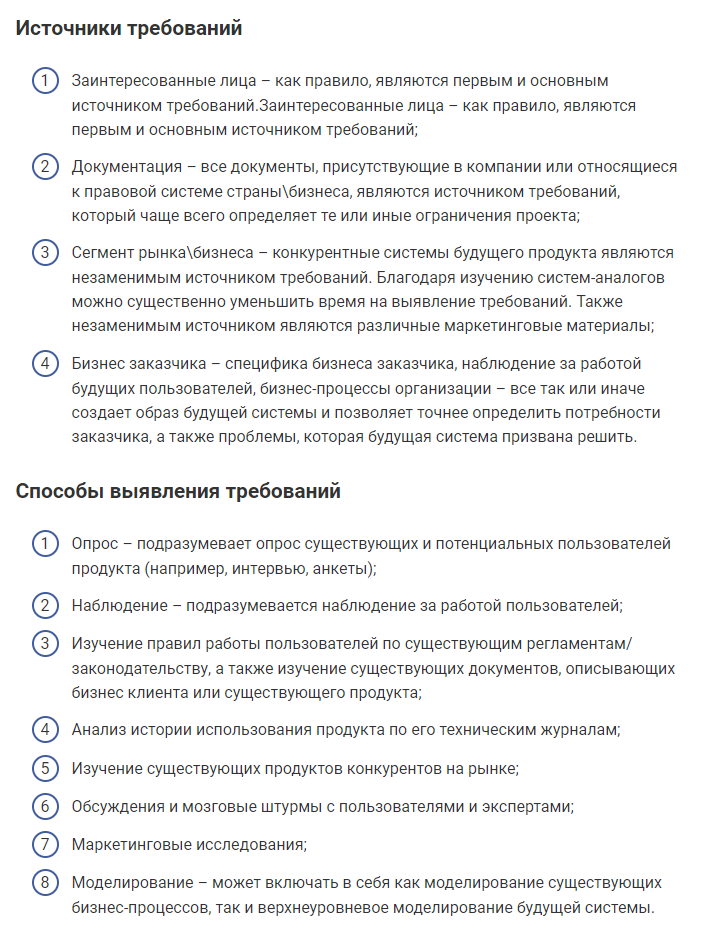 Источники требований
1 Заинтересованные лица – как правило, являются первым и основным
источником требований.Заинтересованные лица – как правило, являются
первым и основным источником требований;
2 Документация – все документы, присутствующие в компании или относящиеся
к правовой системе страны\бизнеса, являются источником требований,
который чаще всего определяет те или иные ограничения проекта;
3 Сегмент рынка\бизнеса – конкурентные системы будущего продукта являются
незаменимым источником требований. Благодаря изучению систем-аналогов
можно существенно уменьшить время на выявление требований. Также
незаменимым источником являются различные маркетинговые материалы;
4 Бизнес заказчика – специфика бизнеса заказчика, наблюдение за работой
будущих пользователей, бизнес-процессы организации – все так или иначе
создает образ будущей системы и позволяет точнее определить потребности
заказчика, а также проблемы, которая будущая система призвана решить.
Способы выявления требований
1 Опрос – подразумевает опрос существующих и потенциальных пользователей
продукта (например, интервью, анкеты);
2 Наблюдение – подразумевается наблюдение за работой пользователей;
3 Изучение правил работы пользователей по существующим регламентам/
законодательству, а также изучение существующих документов, описывающих
бизнес клиента или существующего продукта;
4 Анализ истории использования продукта по его техническим журналам;
5 Изучение существующих продуктов конкурентов на рынке;
6 Обсуждения и мозговые штурмы с пользователями и экспертами;
7 Маркетинговые исследования;
8 Моделирование – может включать в себя как моделирование существующих
бизнес-процессов, так и верхнеуровневое моделирование будущей системы.